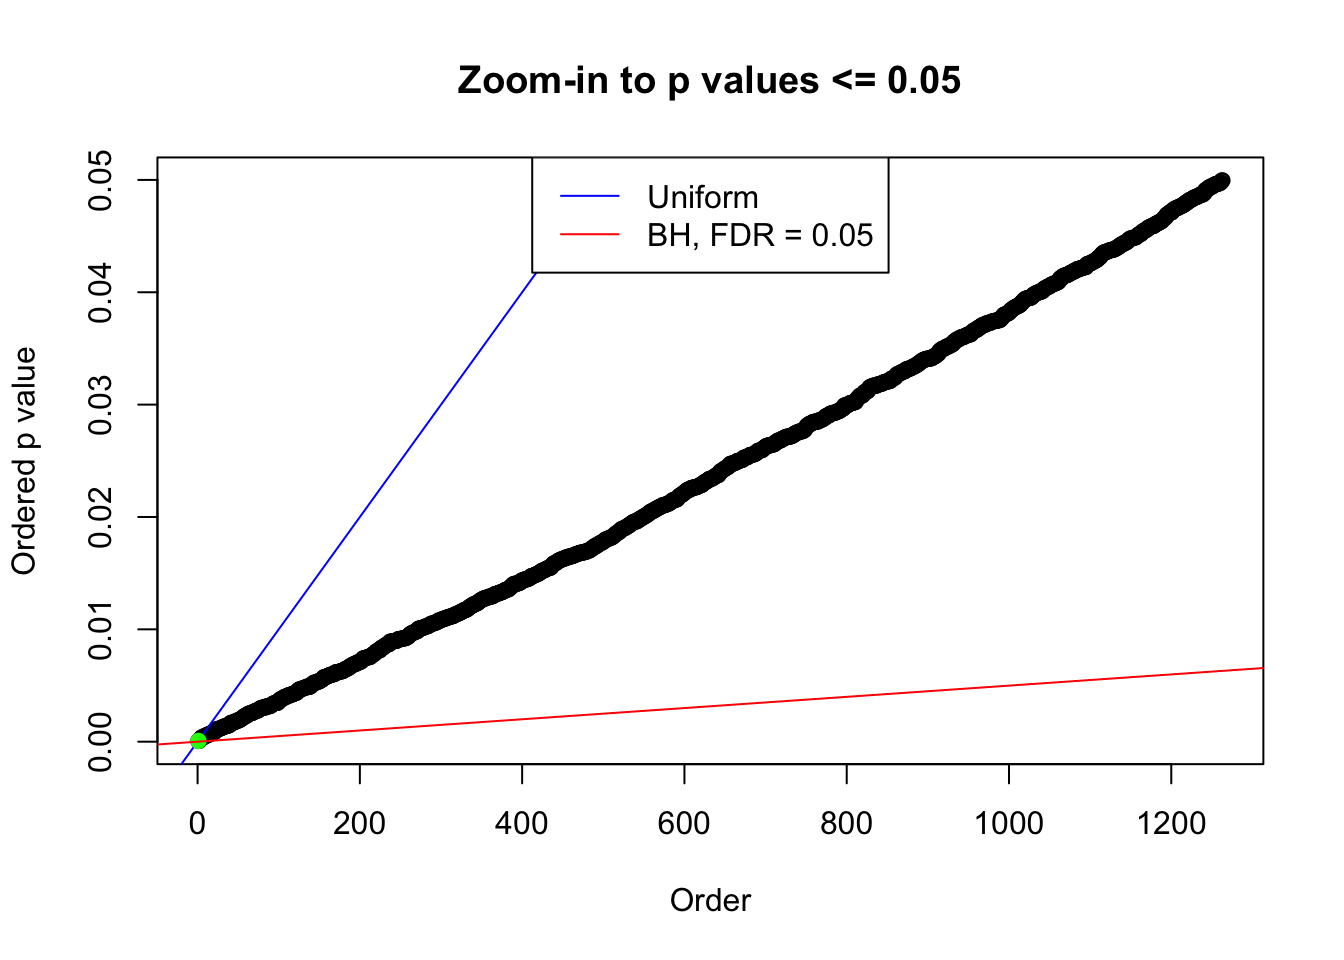 Zoom-in to p values <= 0.05
Uniform
BH, FDR = 0.05
Ordered p value
0.05
0.04
0.03
0.02
0.01
0.00
0 200 400 600 800 1000 1200
Order